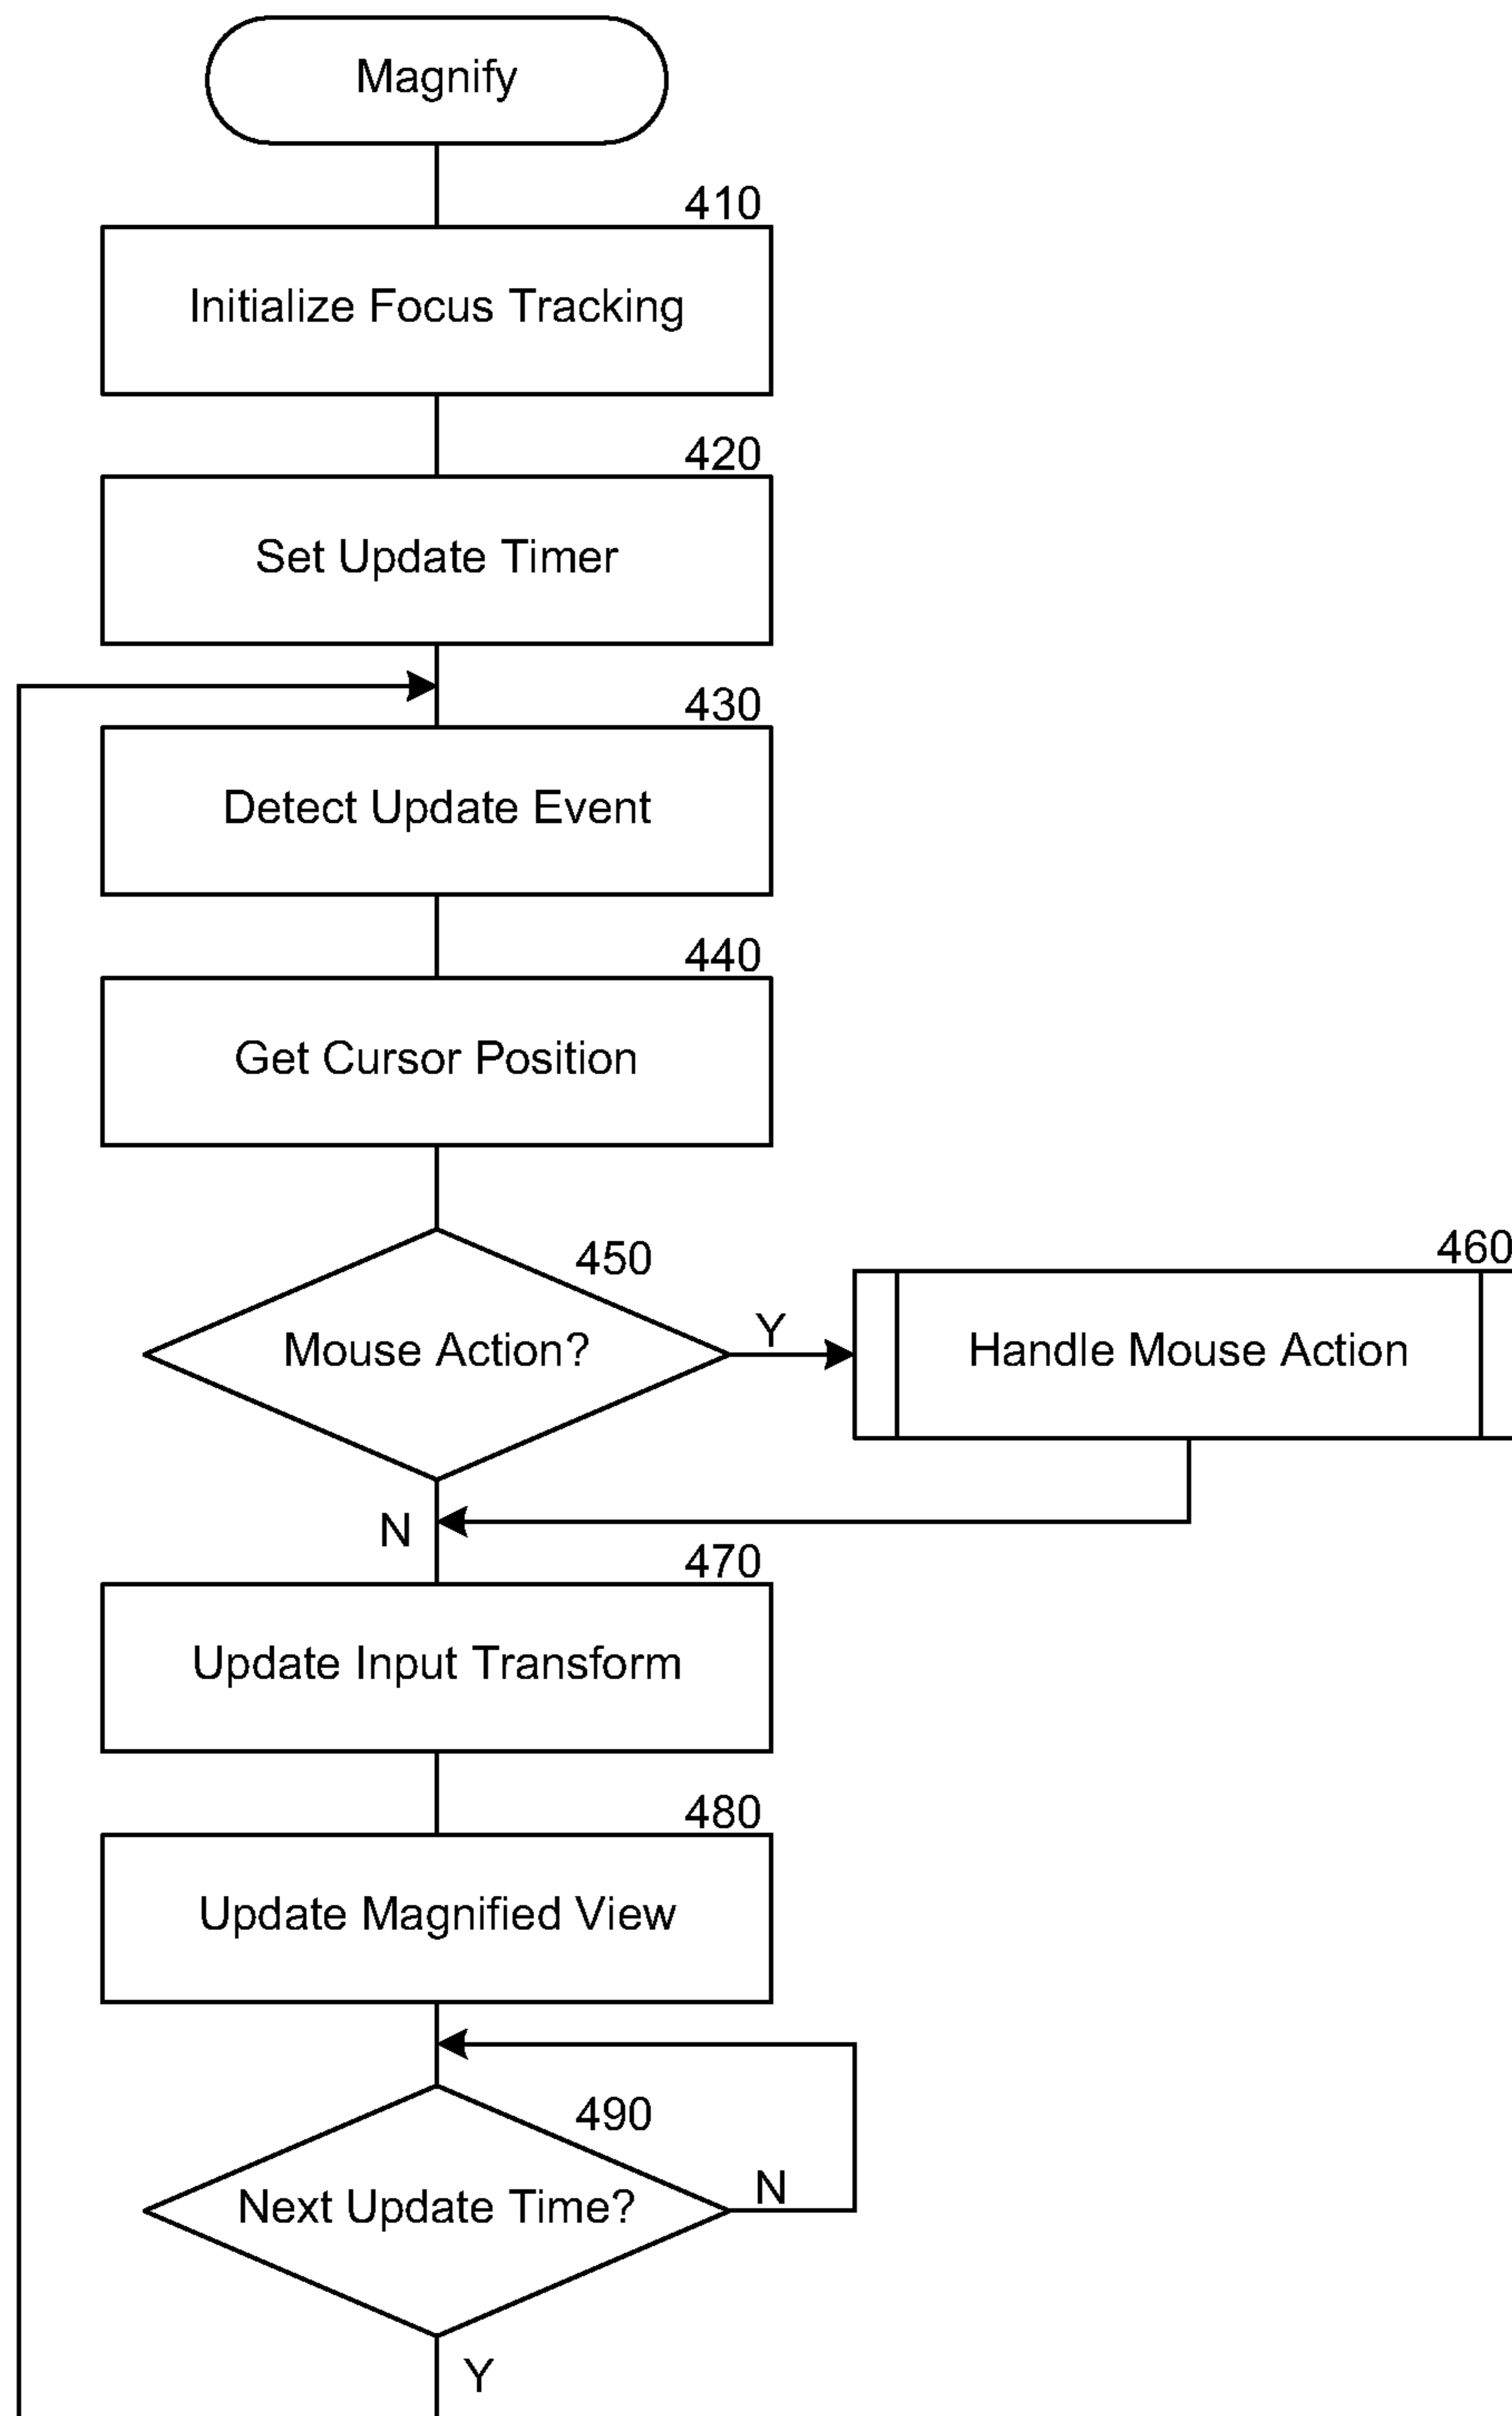 Magnify
410
Initialize Focus Tracking
420
Set Update Timer
430
Detect Update Event
440
Get Cursor Position
450
Mouse Action?
Y
460
Handle Mouse Action
N
470
Update Input Transform
480
Update Magnified View
490
Next Update Time?
N
Y